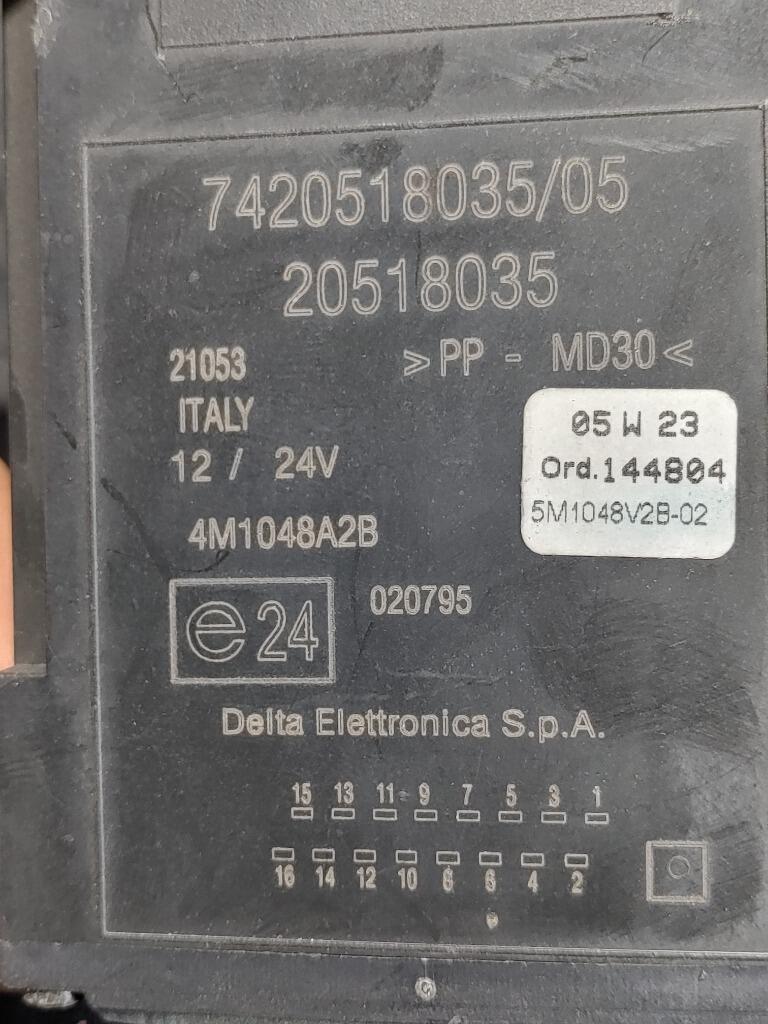 7420518035/05
20518035
21053
>PP - MD30<
ITALY
12 / 24V
05 W 23
Ord.144804
5M1048V2B-02
4M1048A2B
e24
020795
Delta Elettronica S.p.A.
15 13 11 9 7 5 3 1
16 14 12 10 8 6 4 2